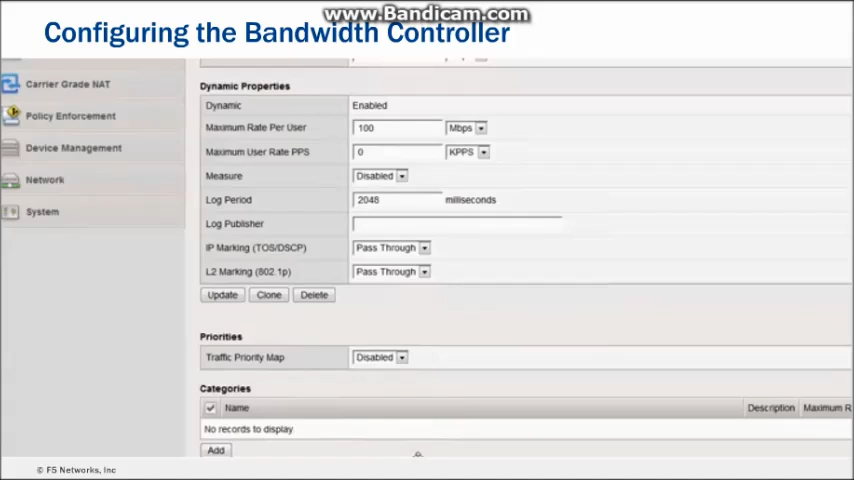 www.Bandicam.com
Configuring the Bandwidth Controller
Carrier Grade NAT
Policy Enforcement
Device Management
Network
System
Dynamic Properties
Dynamic Enabled
Maximum Rate Per User 100 Mbps
Maximum User Rate PPS 0 KPPS
Measure Disabled
Log Period 2048 milliseconds
Log Publisher
IP Marking (TOS/DSCP) Pass Through
L2 Marking (802.1p) Pass Through
Update Clone Delete
Priorities
Traffic Priority Map Disabled
Categories
Name Description Maximum R
No records to display
Add
© F5 Networks, Inc